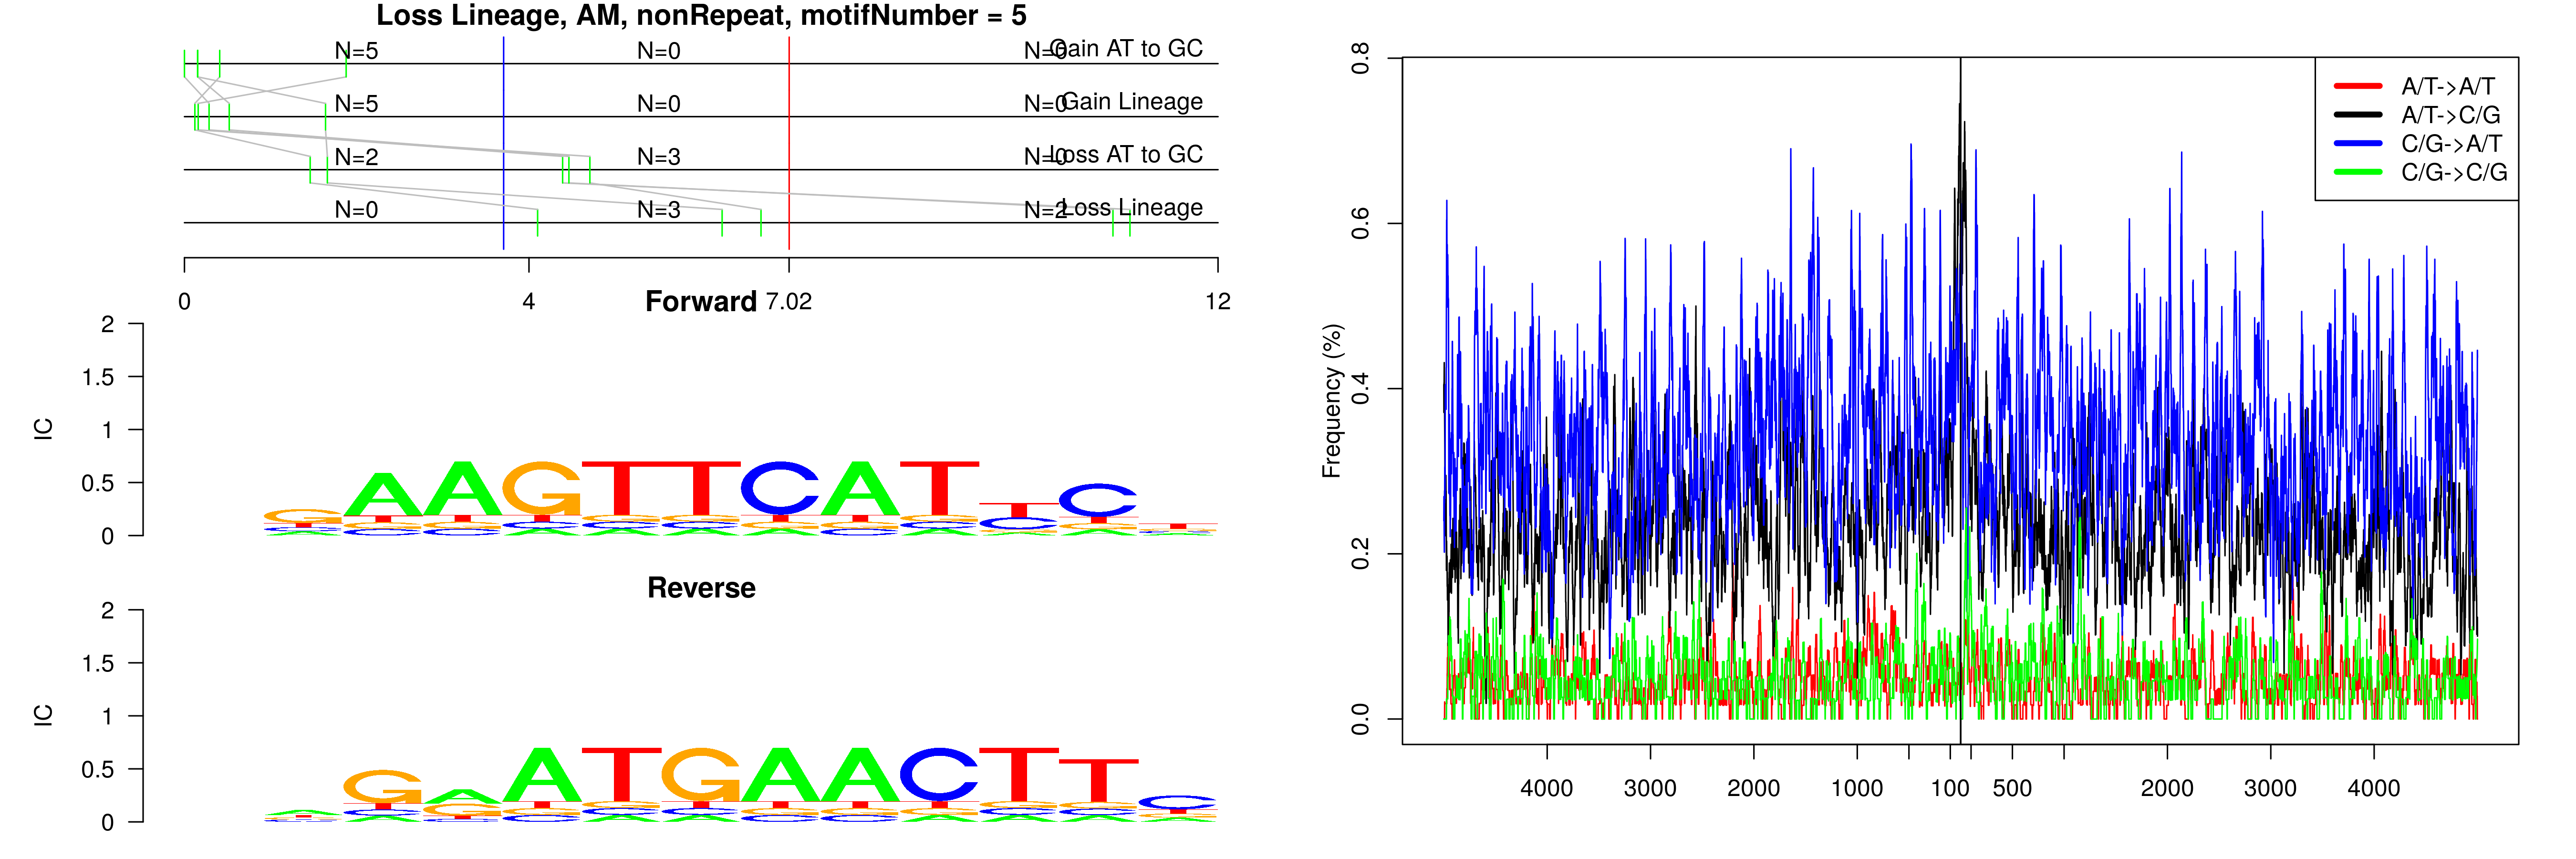 Loss Lineage, AM, nonRepeat, motifNumber = 5
N=5 N=0 N=0 Gain AT to GC
N=5 N=0 N=0 Gain Lineage
N=2 N=3 N=0 Loss AT to GC
N=0 N=3 N=2 Loss Lineage
0 4 7.02 12
Forward
2
1.5
1
0.5
0
IC
GAAGTTCATTCT
Reverse
2
1.5
1
0.5
0
IC
AGAATGAACTTC
0.8
0.6
0.4
0.2
0.0
Frequency (%)
A/T->A/T
A/T->C/G
C/G->A/T
C/G->C/G
4000 3000 2000 1000 100 500 2000 3000 4000